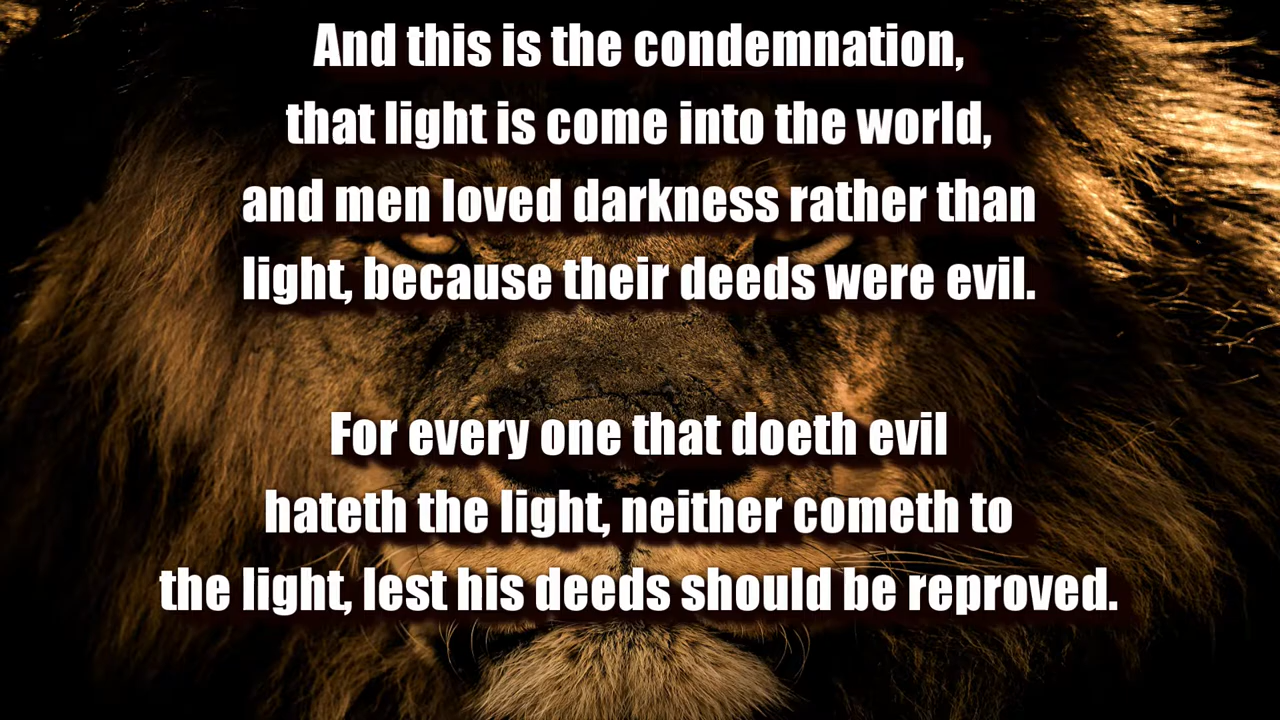 And this is the condemnation,
that light is come into the world,
and men loved darkness rather than
light, because their deeds were evil.
For every one that doeth evil
hateth the light, neither cometh to
the light, lest his deeds should be reproved.